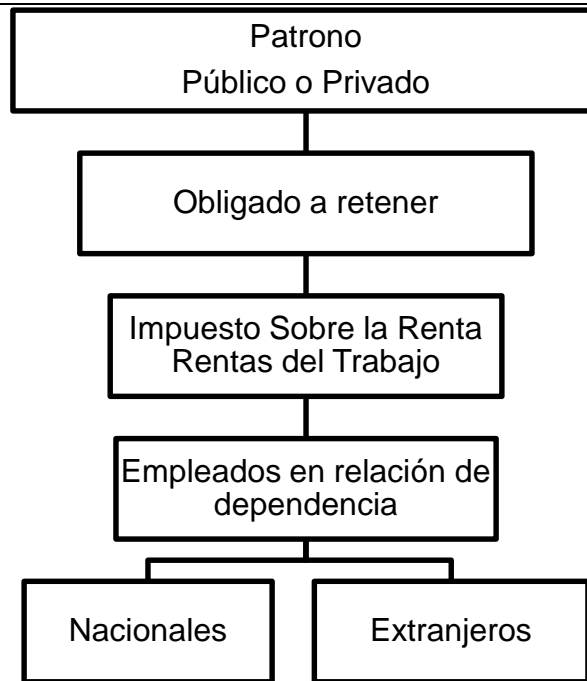 Patrono
Público o Privado
Obligado a retener
Impuesto Sobre la Renta
Rentas del Trabajo
Empleados en relación de
dependencia
Nacionales
Extranjeros